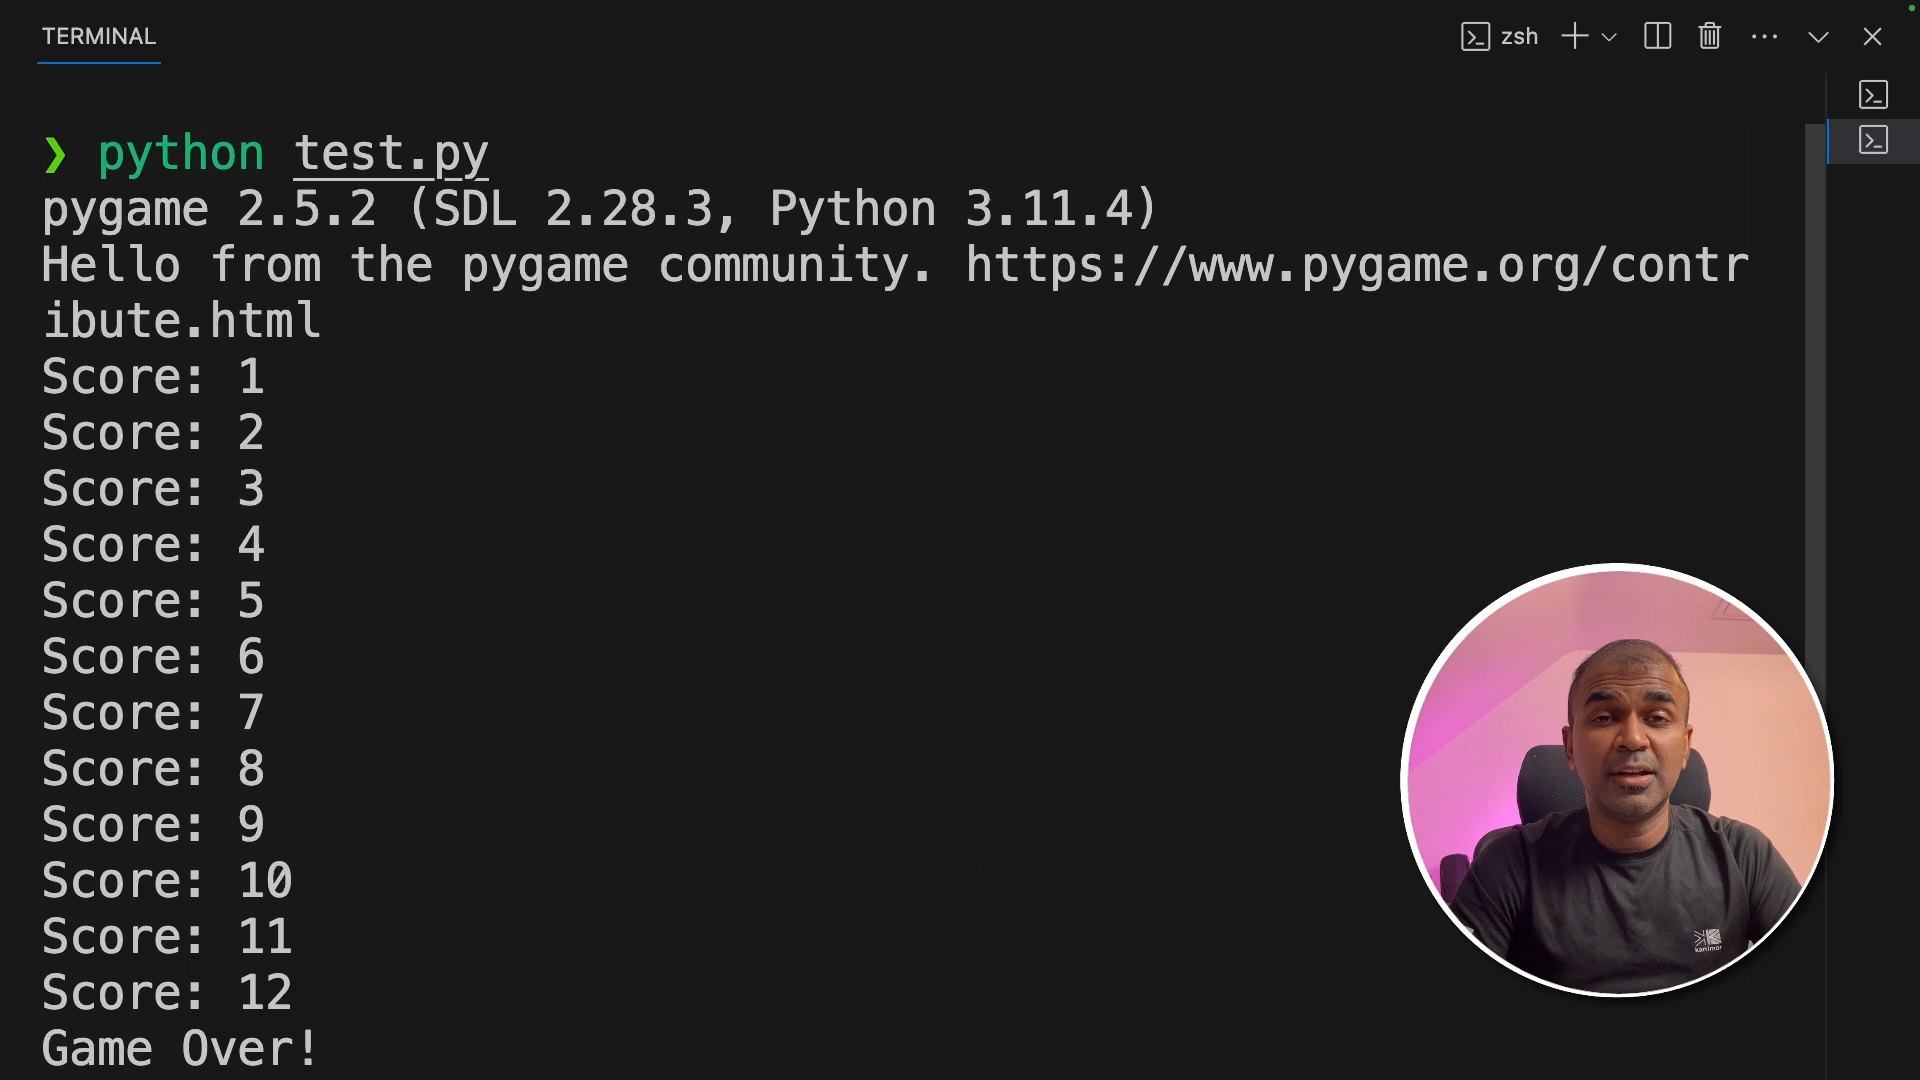 TERMINAL
zsh
❯ python test.py
pygame 2.5.2 (SDL 2.28.3, Python 3.11.4)
Hello from the pygame community. https://www.pygame.org/contr
ibute.html
Score: 1
Score: 2
Score: 3
Score: 4
Score: 5
Score: 6
Score: 7
Score: 8
Score: 9
Score: 10
Score: 11
Score: 12
Game Over!
karrimor